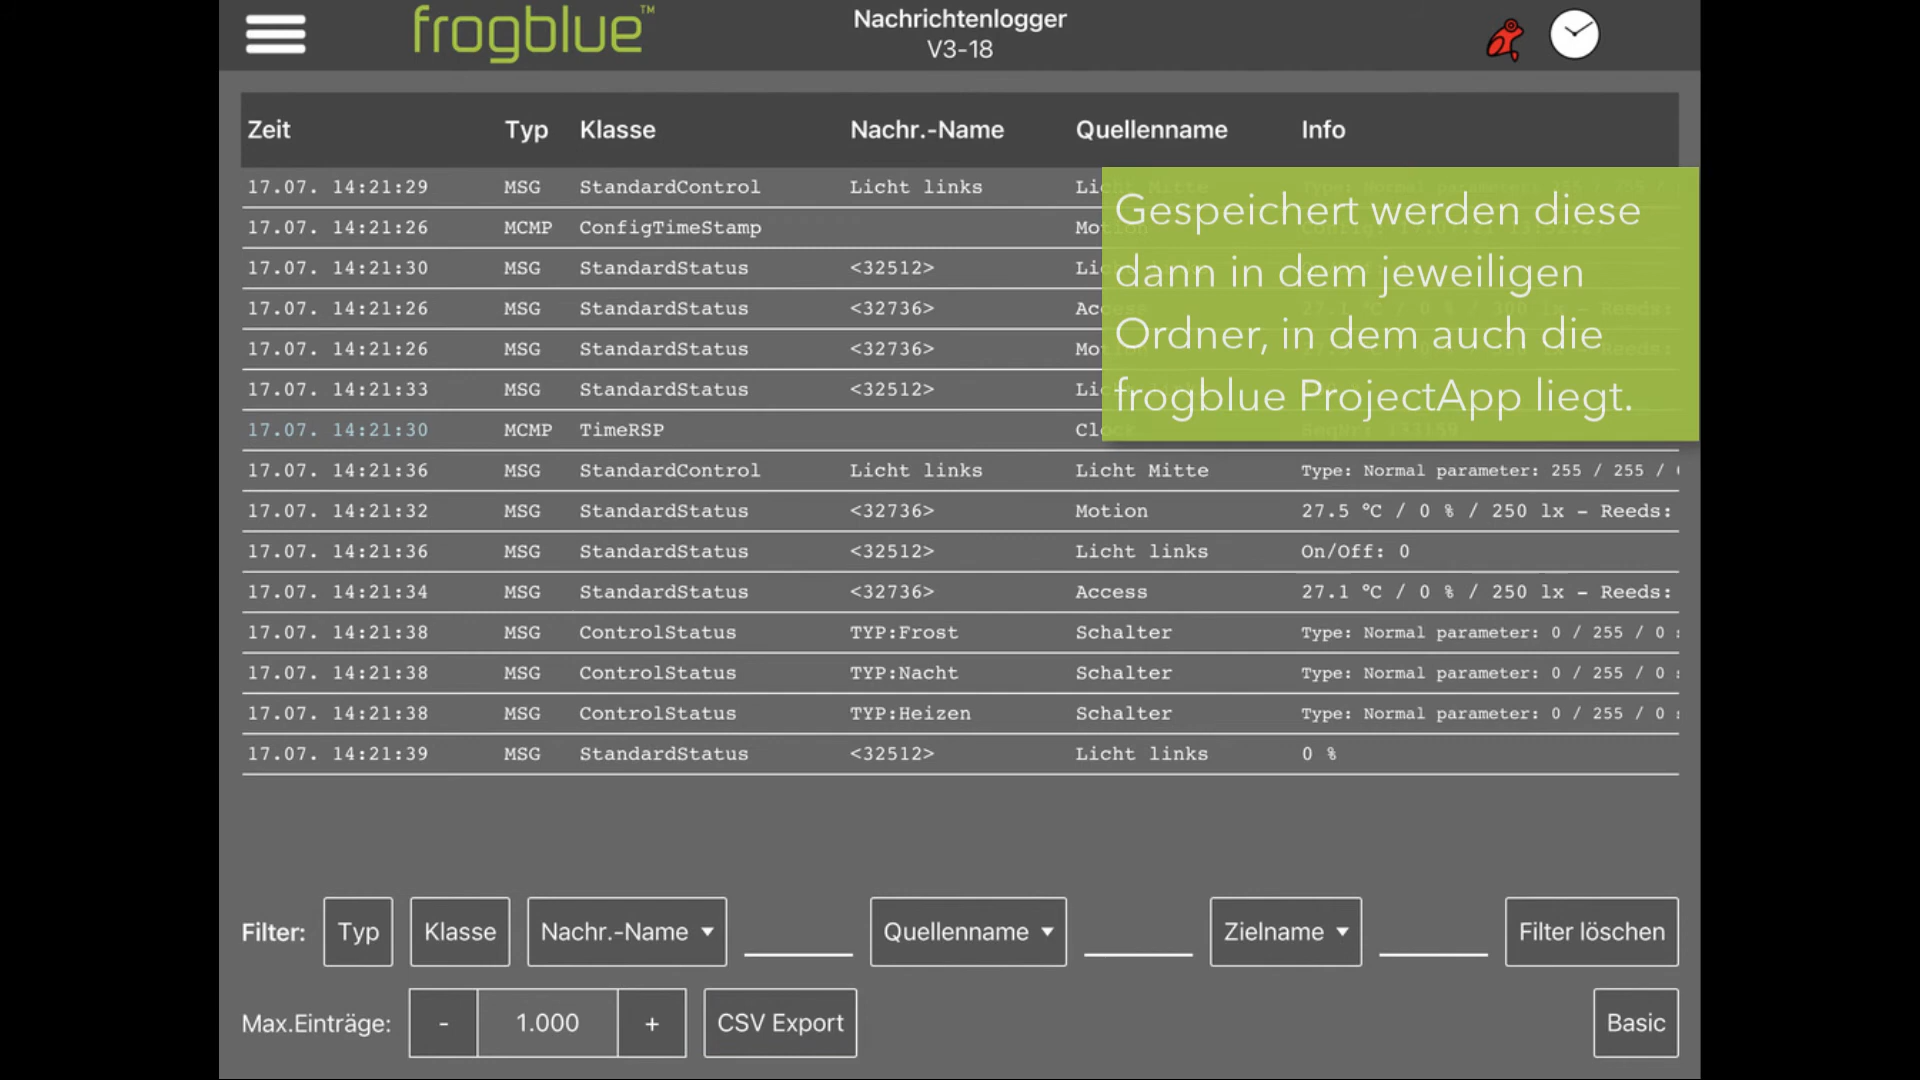 frogblue™
Nachrichtenlogger
V3-18
Zeit Typ Klasse Nachr.-Name Quellenname Info
17.07. 14:21:29 MSG StandardControl Licht links Licht Mitte
17.07. 14:21:26 MCMP ConfigTimeStamp Motion
17.07. 14:21:30 MSG StandardStatus <32512>
17.07. 14:21:26 MSG StandardStatus <32736> Access
17.07. 14:21:26 MSG StandardStatus <32736> Motion
17.07. 14:21:33 MSG StandardStatus <32512>
17.07. 14:21:30 MCMP TimeRSP Clock
Gespeichert werden diese
dann in dem jeweiligen
Ordner, in dem auch die
frogblue ProjectApp liegt.
17.07. 14:21:36 MSG StandardControl Licht links Licht Mitte Type: Normal parameter: 255 / 255 /
17.07. 14:21:32 MSG StandardStatus <32736> Motion 27.5 °C / 0 % / 250 lx - Reeds:
17.07. 14:21:36 MSG StandardStatus <32512> Licht links On/Off: 0
17.07. 14:21:34 MSG StandardStatus <32736> Access 27.1 °C / 0 % / 250 lx - Reeds:
17.07. 14:21:38 MSG ControlStatus TYP:Frost Schalter Type: Normal parameter: 0 / 255 / 0
17.07. 14:21:38 MSG ControlStatus TYP:Nacht Schalter Type: Normal parameter: 0 / 255 / 0
17.07. 14:21:38 MSG ControlStatus TYP:Heizen Schalter Type: Normal parameter: 0 / 255 / 0
17.07. 14:21:39 MSG StandardStatus <32512> Licht links 0 %
Filter: Typ Klasse Nachr.-Name Quellenname Zielname Filter löschen
Max.Einträge: - 1.000 + CSV Export Basic